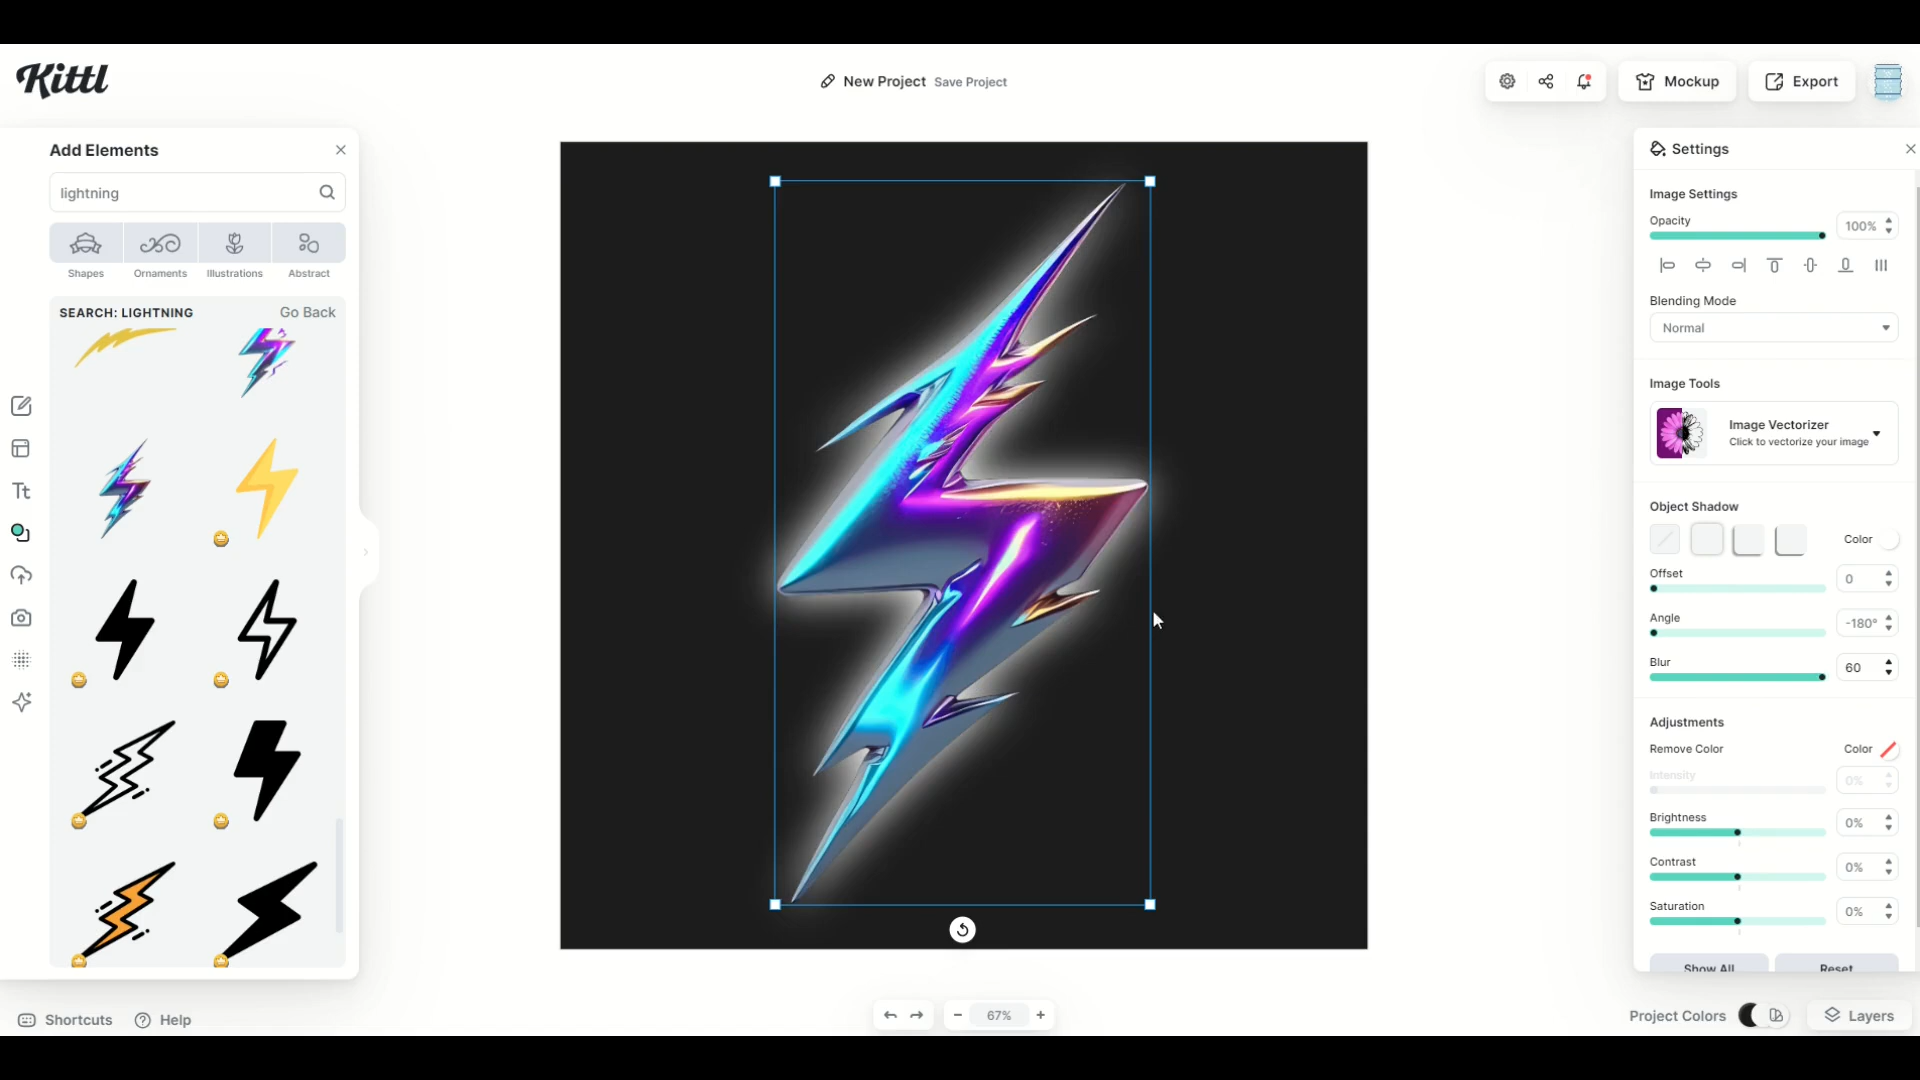 Kittl
New Project Save Project
Mockup
Export
Add Elements
lightning
Shapes Ornaments Illustrations Abstract
SEARCH: LIGHTNING Go Back
Settings
Image Settings
Opacity
100%
Blending Mode
Normal
Image Tools
Image Vectorizer
Click to vectorize your image
Object Shadow
Color
Offset
0
Angle
-180°
Blur
60
Adjustments
Remove Color Color
Intensity
0%
Brightness
0%
Contrast
0%
Saturation
0%
Show All Reset
Tt
Shortcuts Help
67%
Project Colors
Layers